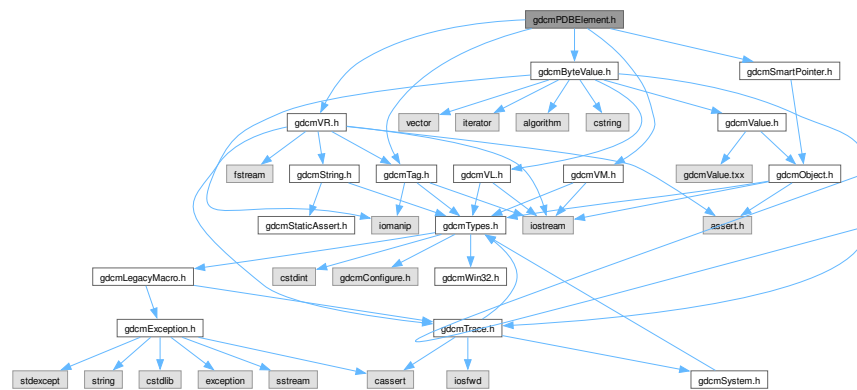 gdcmPDBElement.h
gdcmByteValue.h
gdcmSmartPointer.h
gdcmVR.h
vector
iterator
algorithm
cstring
gdcmValue.h
fstream
gdcmString.h
gdcmTag.h
gdcmVL.h
gdcmVM.h
gdcmValue.txx
gdcmObject.h
gdcmStaticAssert.h
iomanip
gdcmTypes.h
iostream
assert.h
gdcmLegacyMacro.h
cstdint
gdcmConfigure.h
gdcmWin32.h
gdcmException.h
gdcmTrace.h
stdexcept
string
cstdlib
exception
sstream
cassert
iosfwd
gdcmSystem.h